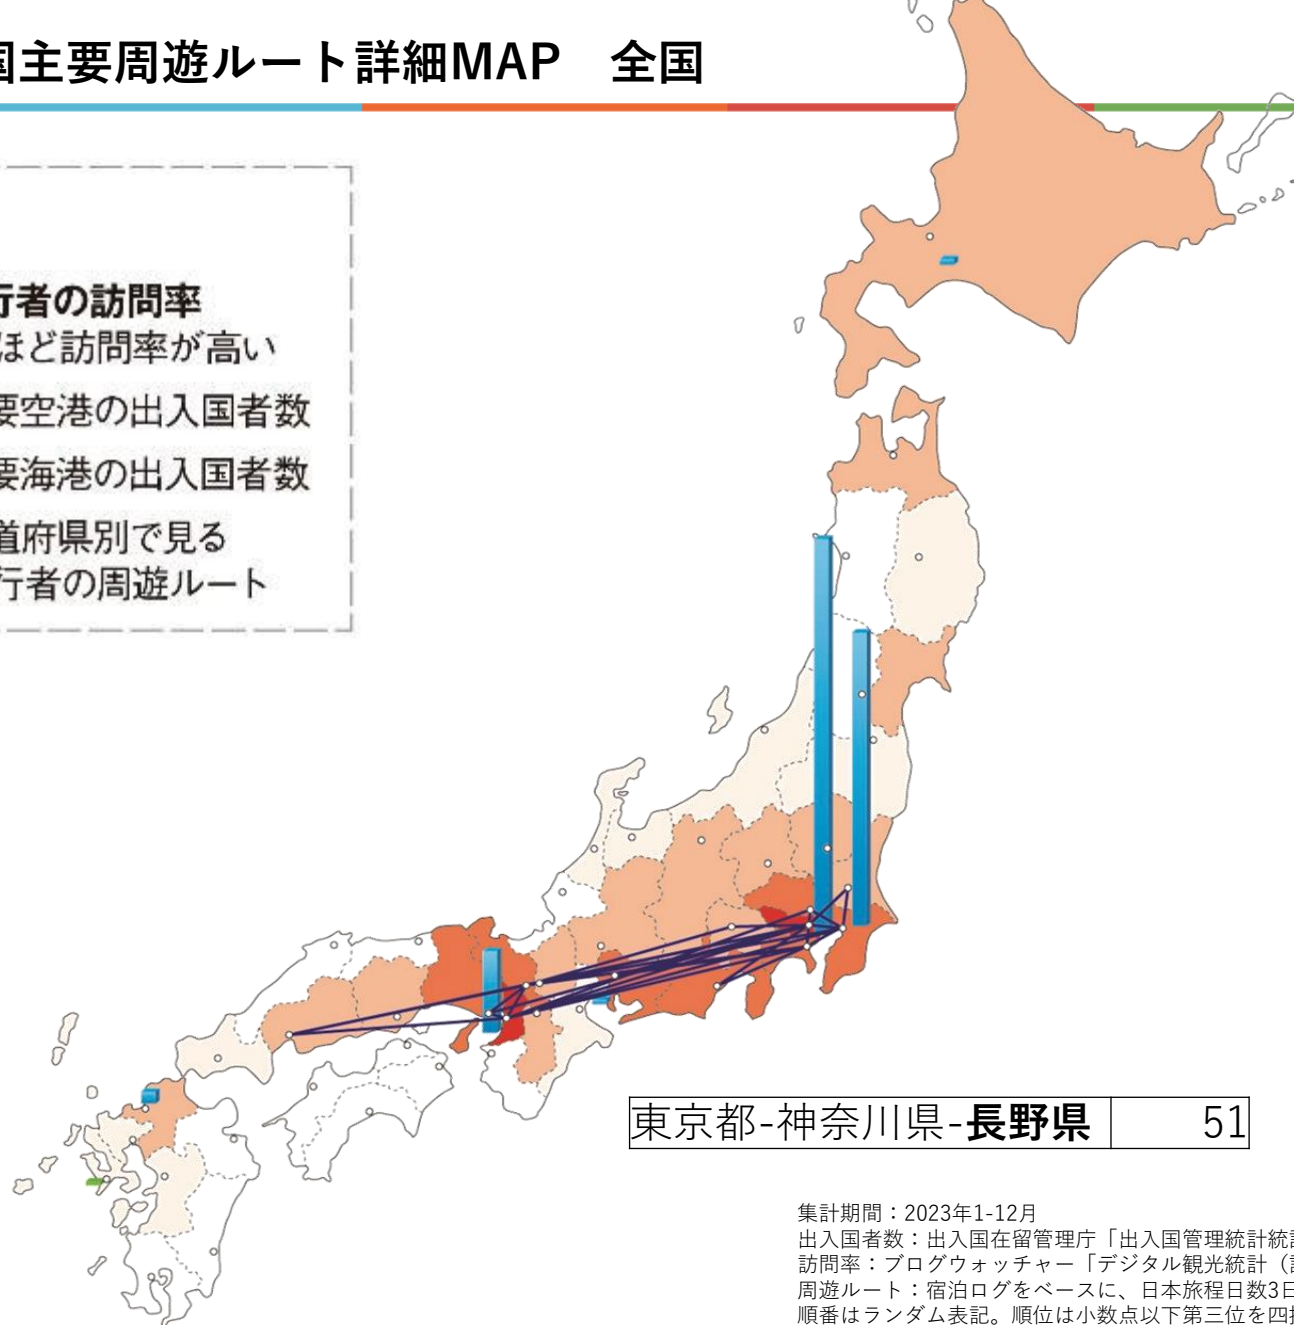 国主要周遊ルート詳細MAP　全国
行者の訪問率
ほど訪問率が高い
要空港の出入国者数
要海港の出入国者数
道府県別で見る
行者の周遊ルート
東京都-神奈川県-長野県 51
集計期間：2023年1-12月
出入国者数：出入国在留管理庁「出入国管理統計統計
訪問率：ブログウォッチャー「デジタル観光統計（
周遊ルート：宿泊ログをベースに、日本旅程日数3日
順番はランダム表記。順位は小数点以下第三位を四